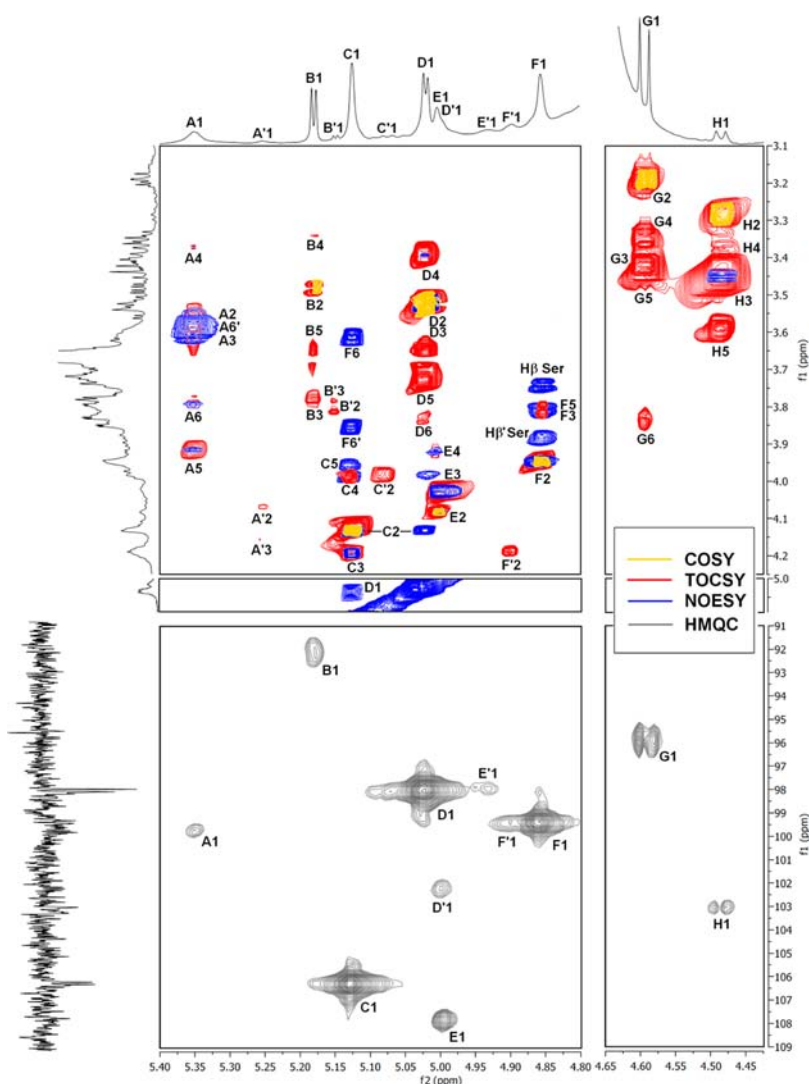 G1
C1
D1
F1
B1
E1
D'1
A1
A'1
B'1
C'1
E'1
F'1
H1
3.1
3.2
3.3
3.4
3.5
3.6
3.7
3.8
3.9
4.0
4.1
4.2
f1 (ppm)
G2
G4
G3
G5
G6
H2
H4
H3
H5
A4
A2
A6'
A3
A6
A5
A'2
A'3
B4
B2
B5
B3
B'3
B'2
F6
F6'
C5
C4
C'2
C2
C3
D4
D2
D3
D5
D6
E4
E3
E2
Hβ Ser
F5
F3
Hβ'Ser
F2
F'2
COSY
TOCSY
NOESY
HMQC
5.0
D1
91
92
93
94
95
96
97
98
99
100
101
102
103
104
105
106
107
108
109
f1 (ppm)
B1
G1
E'1
D1
A1
F'1
F1
D'1
H1
C1
E1
5.40 5.35 5.30 5.25 5.20 5.15 5.10 5.05 5.00 4.95 4.90 4.85 4.80 4.65 4.60 4.55 4.50 4.45
f2 (ppm)